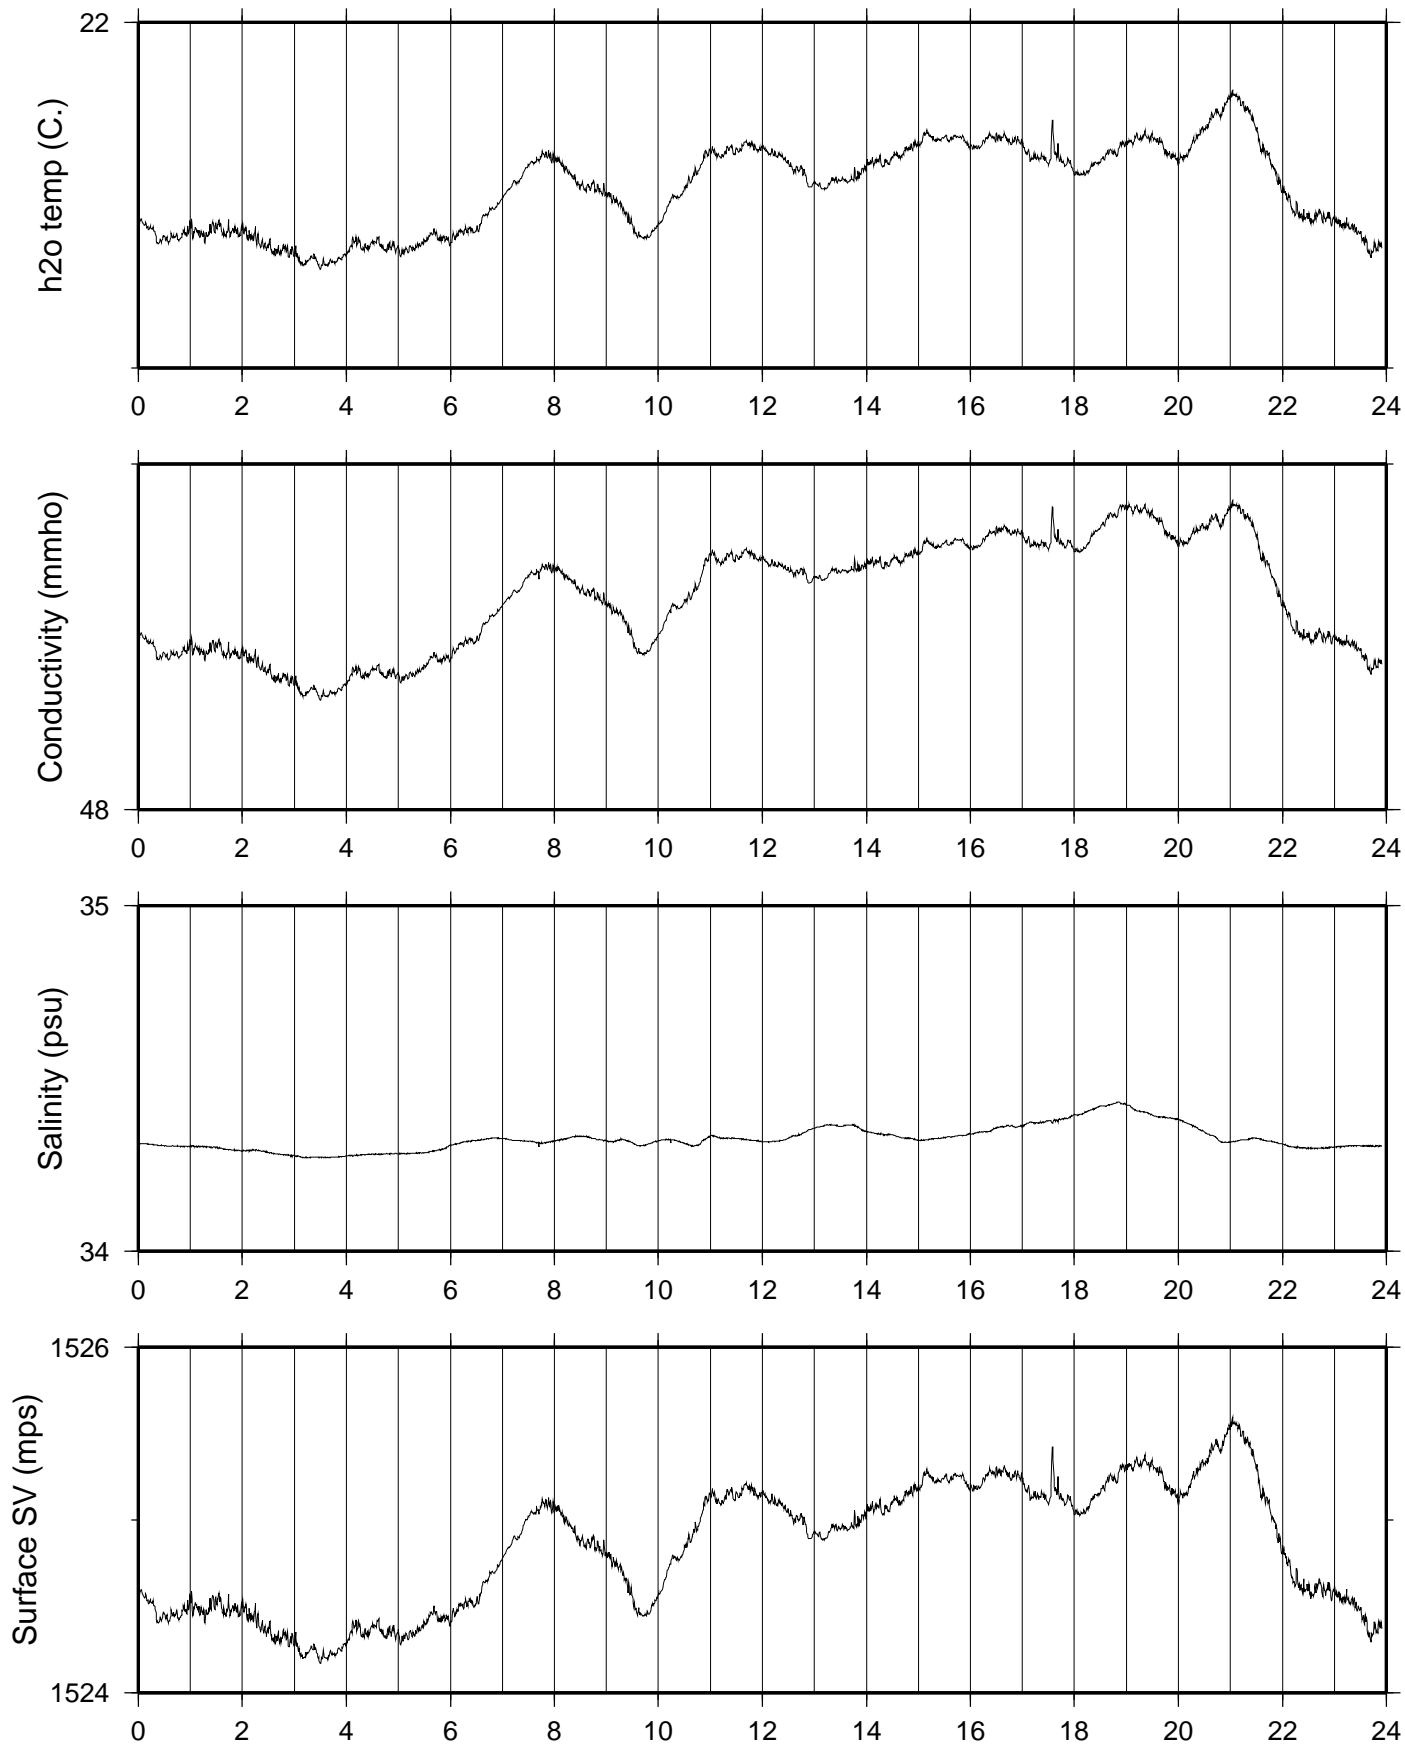 22
h2o temp (C.)
0 2 4 6 8 10 12 14 16 18 20 22 24
Conductivity (mmho)
48
0 2 4 6 8 10 12 14 16 18 20 22 24
35
Salinity (psu)
34
0 2 4 6 8 10 12 14 16 18 20 22 24
1526
Surface SV (mps)
1524
0 2 4 6 8 10 12 14 16 18 20 22 24